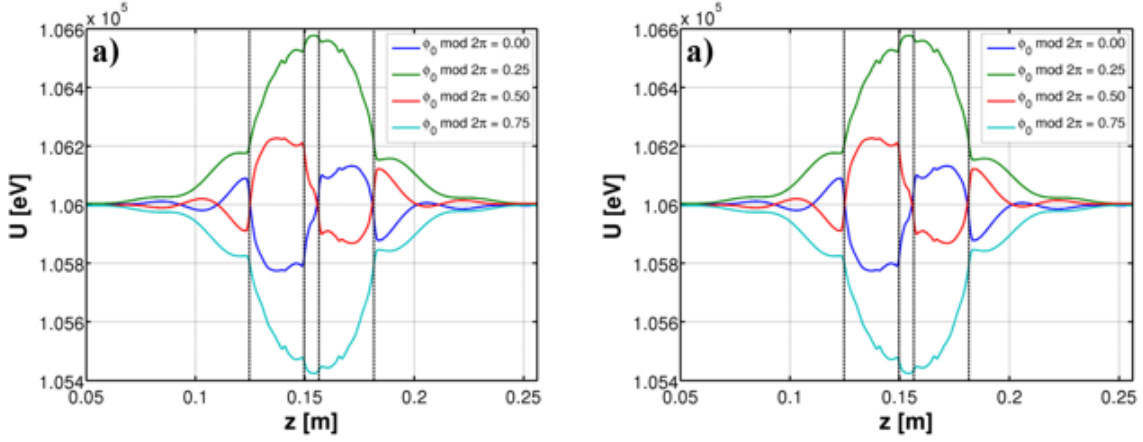 x 10⁵
a)
ϕ₀ mod 2π = 0.00
ϕ₀ mod 2π = 0.25
ϕ₀ mod 2π = 0.50
ϕ₀ mod 2π = 0.75
1.066
1.064
1.062
1.06
1.058
1.056
1.054
U [eV]
0.05
0.1
0.15
0.2
0.25
z [m]
x 10⁵
a)
ϕ₀ mod 2π = 0.00
ϕ₀ mod 2π = 0.25
ϕ₀ mod 2π = 0.50
ϕ₀ mod 2π = 0.75
1.066
1.064
1.062
1.06
1.058
1.056
1.054
U [eV]
0.05
0.1
0.15
0.2
0.25
z [m]